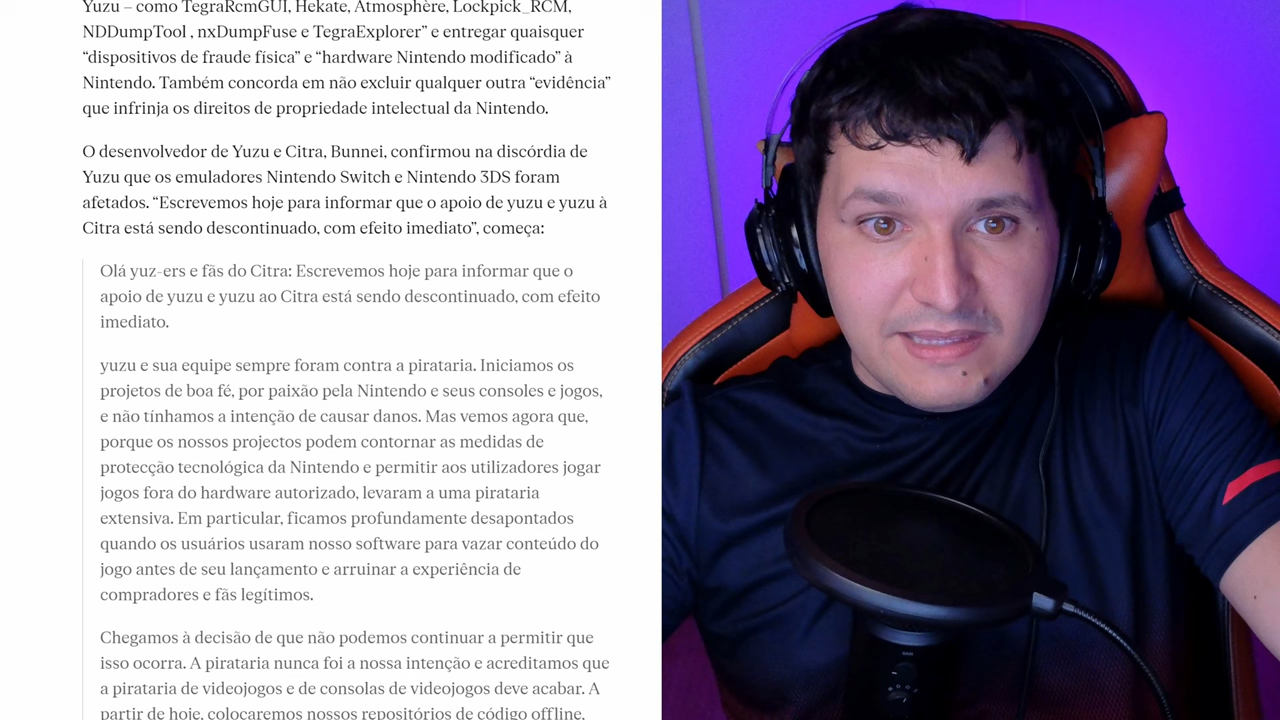 Yuzu – como TegraRcmGUI, Hekate, Atmosphère, Lockpick_RCM,
NDDumpTool , nxDumpFuse e TegraExplorer” e entregar quaisquer
“dispositivos de fraude física” e “hardware Nintendo modificado” à
Nintendo. Também concorda em não excluir qualquer outra “evidência”
que infrinja os direitos de propriedade intelectual da Nintendo.
O desenvolvedor de Yuzu e Citra, Bunnei, confirmou na discórdia de
Yuzu que os emuladores Nintendo Switch e Nintendo 3DS foram
afetados. “Escrevemos hoje para informar que o apoio de yuzu e yuzu à
Citra está sendo descontinuado, com efeito imediato”, começa:
Olá yuz-ers e fãs do Citra: Escrevemos hoje para informar que o
apoio de yuzu e yuzu ao Citra está sendo descontinuado, com efeito
imediato.
yuzu e sua equipe sempre foram contra a pirataria. Iniciamos os
projetos de boa fé, por paixão pela Nintendo e seus consoles e jogos,
e não tínhamos a intenção de causar danos. Mas vemos agora que,
porque os nossos projectos podem contornar as medidas de
protecção tecnológica da Nintendo e permitir aos utilizadores jogar
jogos fora do hardware autorizado, levaram a uma pirataria
extensiva. Em particular, ficamos profundamente desapontados
quando os usuários usaram nosso software para vazar conteúdo do
jogo antes de seu lançamento e arruinar a experiência de
compradores e fãs legítimos.
Chegamos à decisão de que não podemos continuar a permitir que
isso ocorra. A pirataria nunca foi a nossa intenção e acreditamos que
a pirataria de videojogos e de consolas de videojogos deve acabar. A
partir de hoje, colocaremos nossos repositórios de código offline,